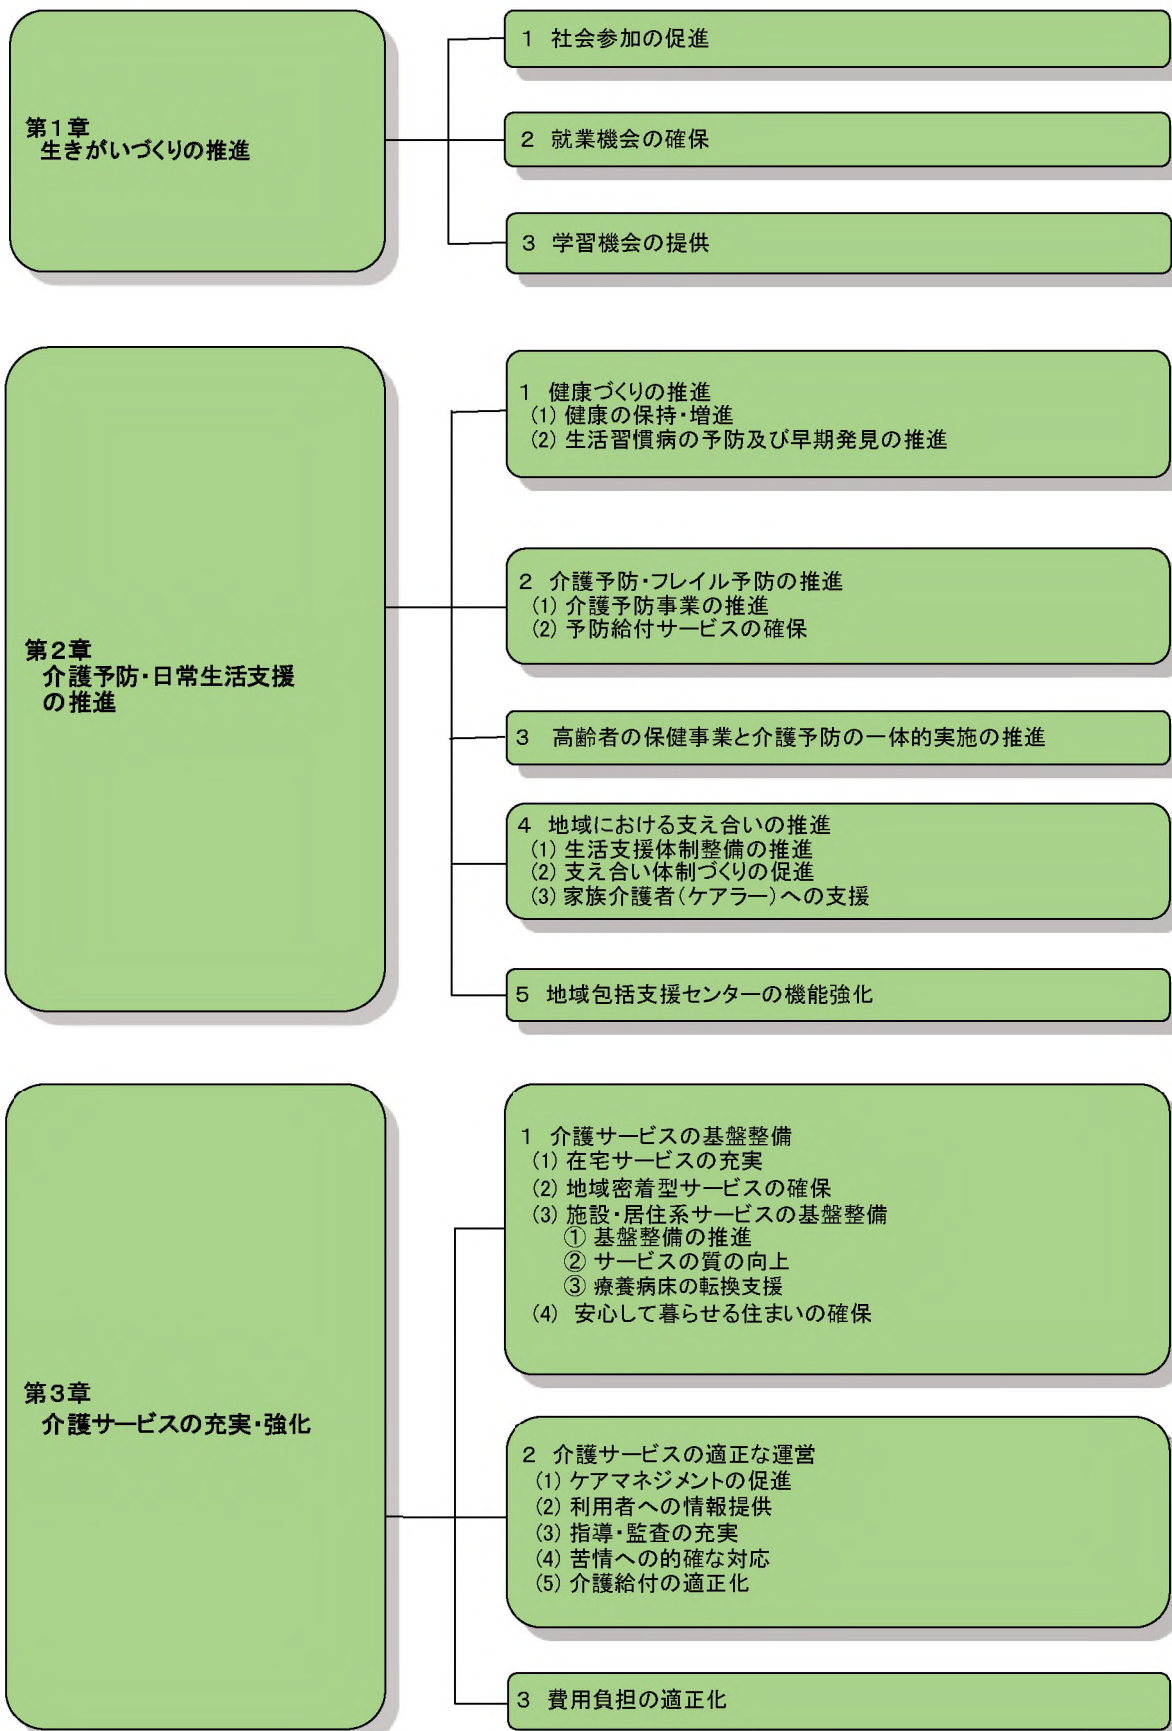 第1章
生きがいづくりの推進
1 社会参加の促進
2 就業機会の確保
3 学習機会の提供
第2章
介護予防・日常生活支援
の推進
1 健康づくりの推進
(1) 健康の保持・増進
(2) 生活習慣病の予防及び早期発見の推進
2 介護予防・フレイル予防の推進
(1) 介護予防事業の推進
(2) 予防給付サービスの確保
3 高齢者の保健事業と介護予防の一体的実施の推進
4 地域における支え合いの推進
(1) 生活支援体制整備の推進
(2) 支え合い体制づくりの促進
(3) 家族介護者(ケアラー)への支援
5 地域包括支援センターの機能強化
第3章
介護サービスの充実・強化
1 介護サービスの基盤整備
(1) 在宅サービスの充実
(2) 地域密着型サービスの確保
(3) 施設・居住系サービスの基盤整備
① 基盤整備の推進
② サービスの質の向上
③ 療養病床の転換支援
(4) 安心して暮らせる住まいの確保
2 介護サービスの適正な運営
(1) ケアマネジメントの促進
(2) 利用者への情報提供
(3) 指導・監査の充実
(4) 苦情への的確な対応
(5) 介護給付の適正化
3 費用負担の適正化